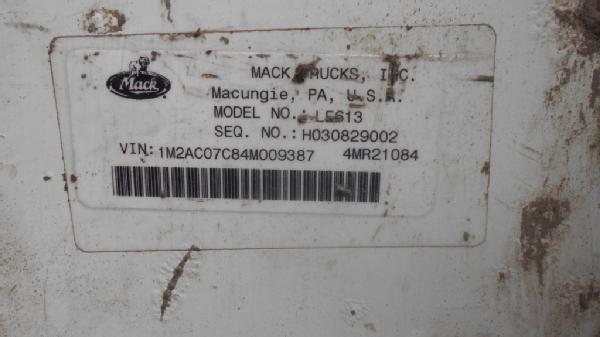 Mack
MACK TRUCKS, INC.
Macungie, PA, U.S.A.
MODEL NO.: LE613
SEQ. NO.: H030829002
VIN: 1M2AC07C84M009387 4MR21084